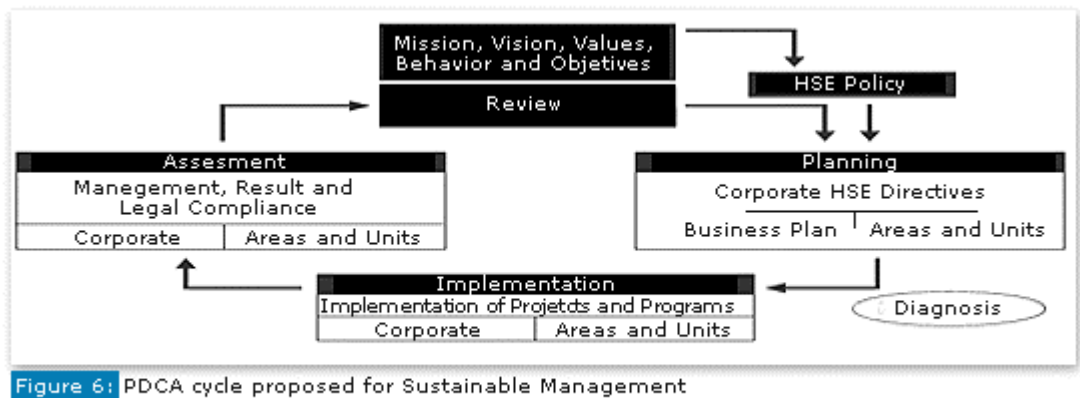 Mission, Vision, Values,
Behavior and Objetives
HSE Policy
Review
Assesment
Manegement, Result and
Legal Compliance
Corporate
Areas and Units
Planning
Corporate HSE Directives
Business Plan
Areas and Units
Implementation
Implementation of Projetcts and Programs
Corporate
Areas and Units
Diagnosis
Figure 6: PDCA cycle proposed for Sustainable Management